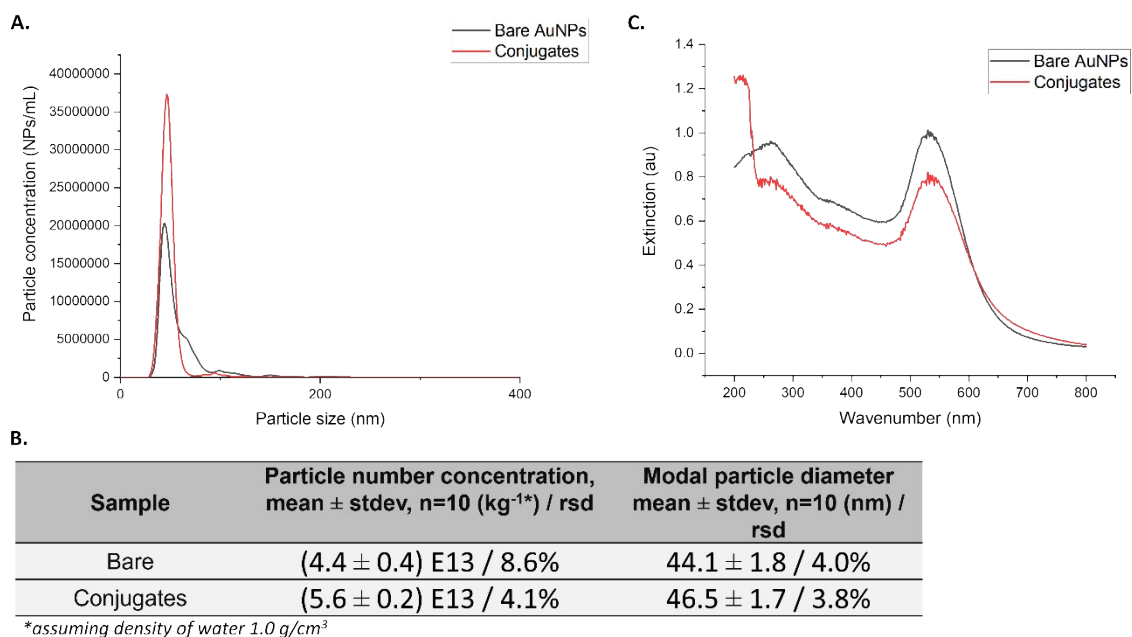 A.
Bare AuNPs
Conjugates
40000000
35000000
30000000
25000000
20000000
15000000
10000000
5000000
0
Particle concentration (NPs/mL)
0
200
400
Particle size (nm)
C.
Bare AuNPs
Conjugates
1.4
1.2
1.0
0.8
0.6
0.4
0.2
0.0
Extinction (au)
200
300
400
500
600
700
800
Wavenumber (nm)
B.
Sample
Particle number concentration,
mean ± stdev, n=10 (kg⁻¹*) / rsd
Modal particle diameter
mean ± stdev, n=10 (nm) /
rsd
Bare
(4.4 ± 0.4) E13 / 8.6%
44.1 ± 1.8 / 4.0%
Conjugates
(5.6 ± 0.2) E13 / 4.1%
46.5 ± 1.7 / 3.8%
*assuming density of water 1.0 g/cm³